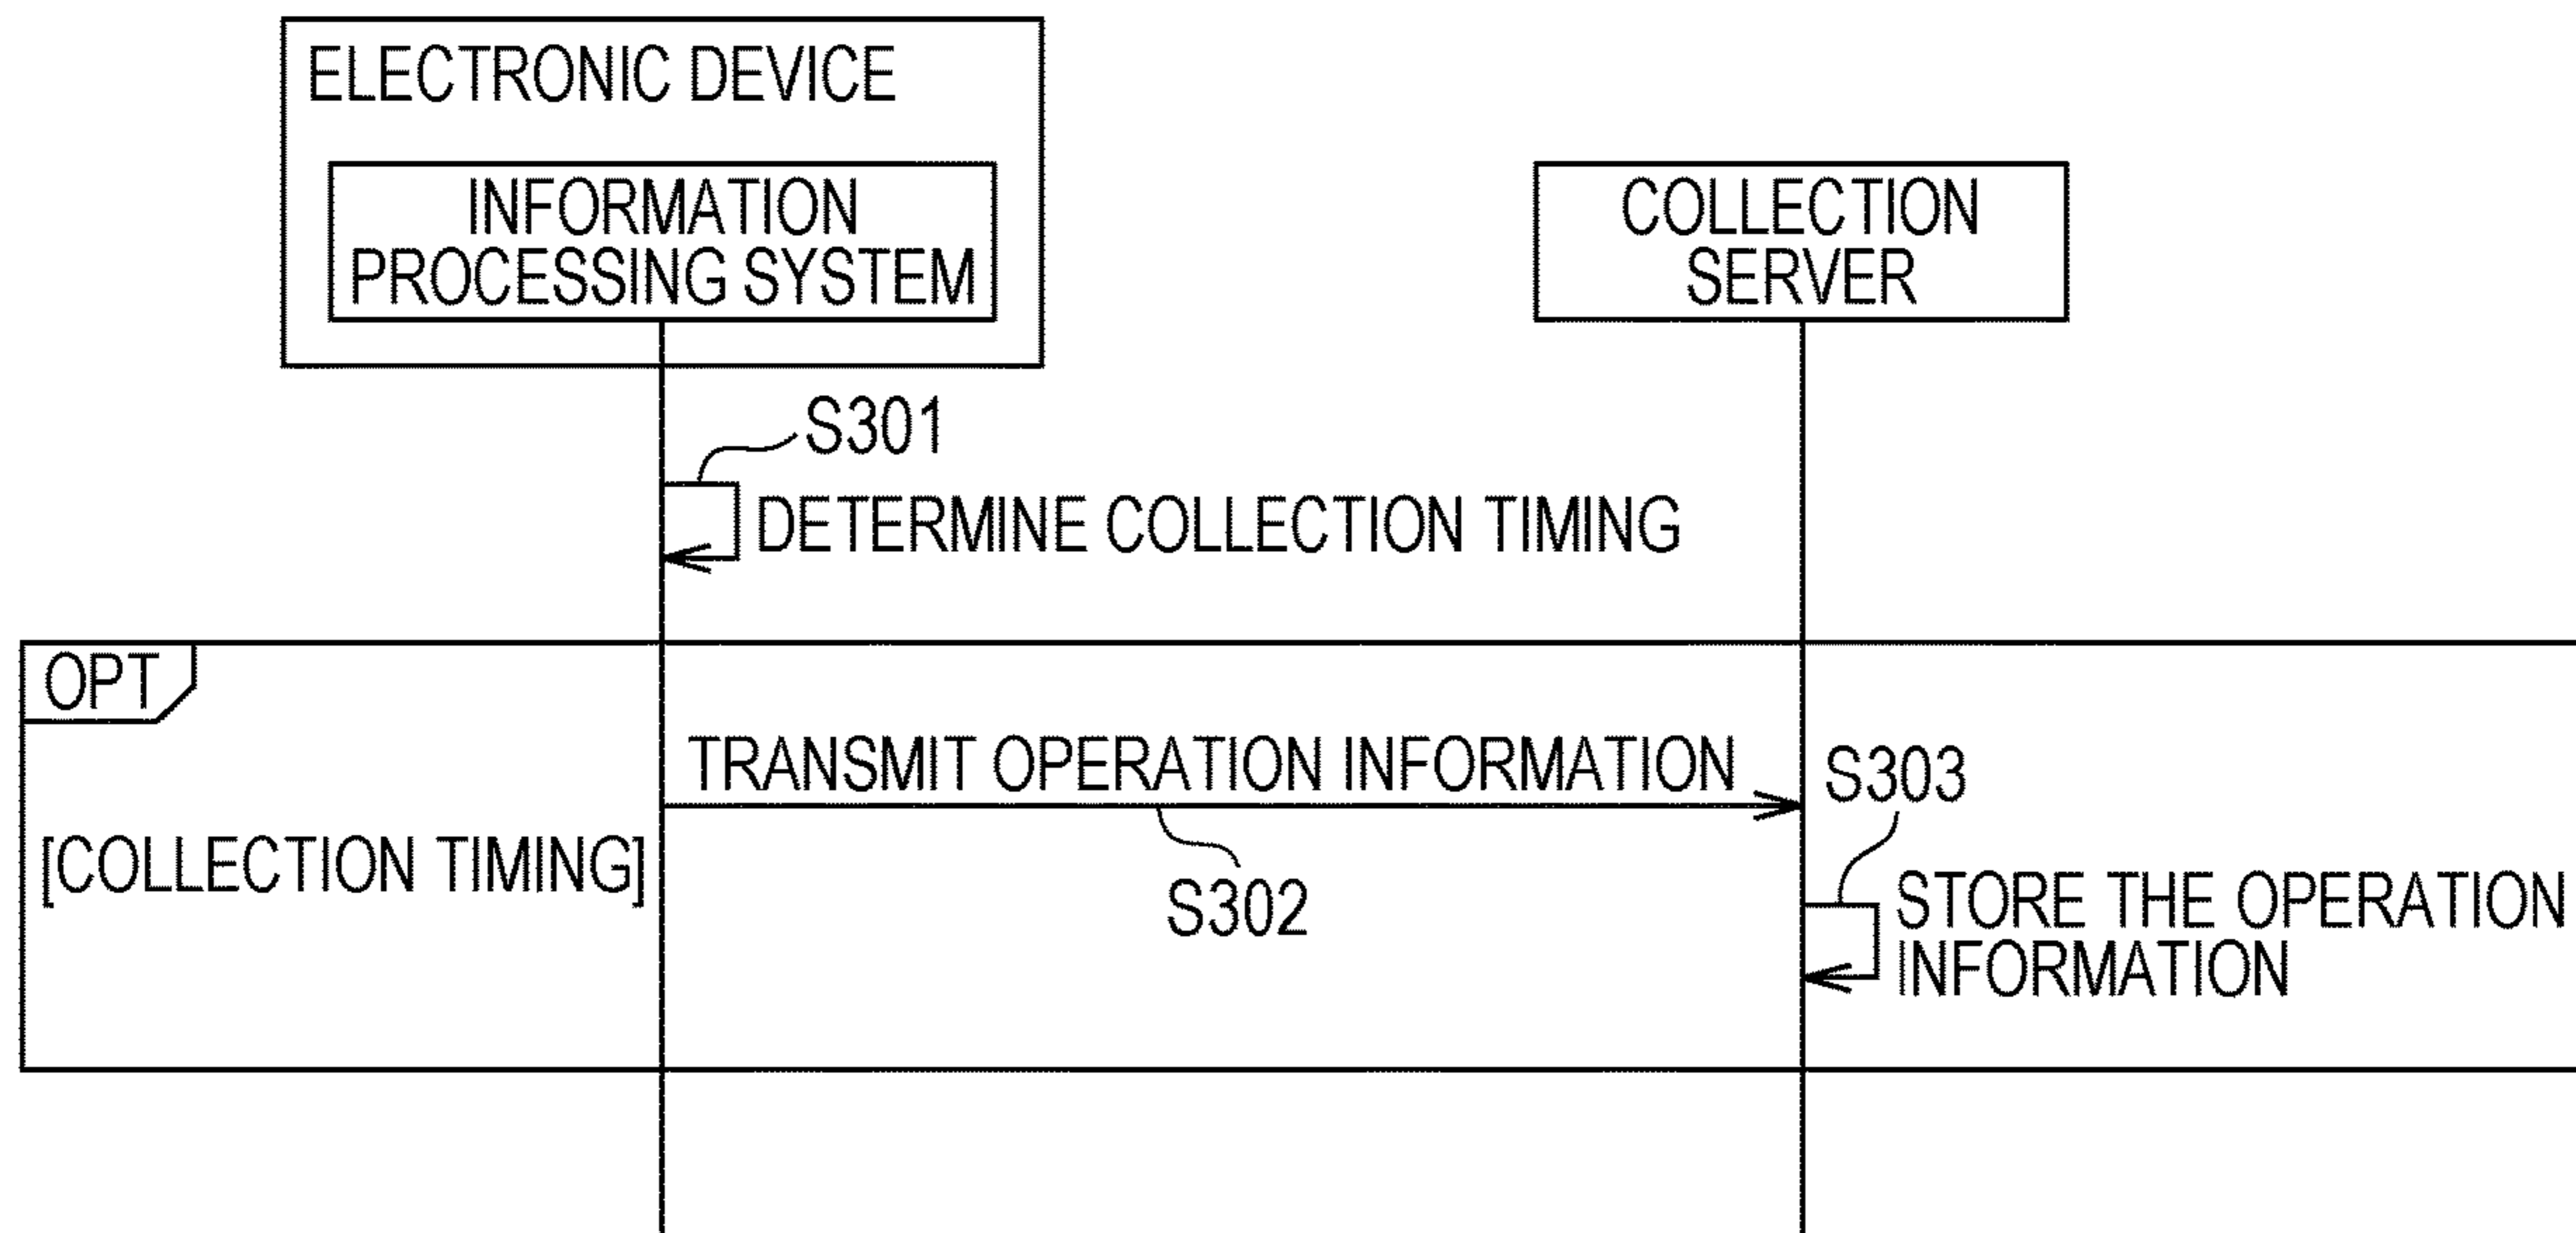 ELECTRONIC DEVICE
INFORMATION
PROCESSING SYSTEM
COLLECTION
SERVER
S301
DETERMINE COLLECTION TIMING
OPT
TRANSMIT OPERATION INFORMATION
S303
[COLLECTION TIMING]
S302
STORE THE OPERATION
INFORMATION